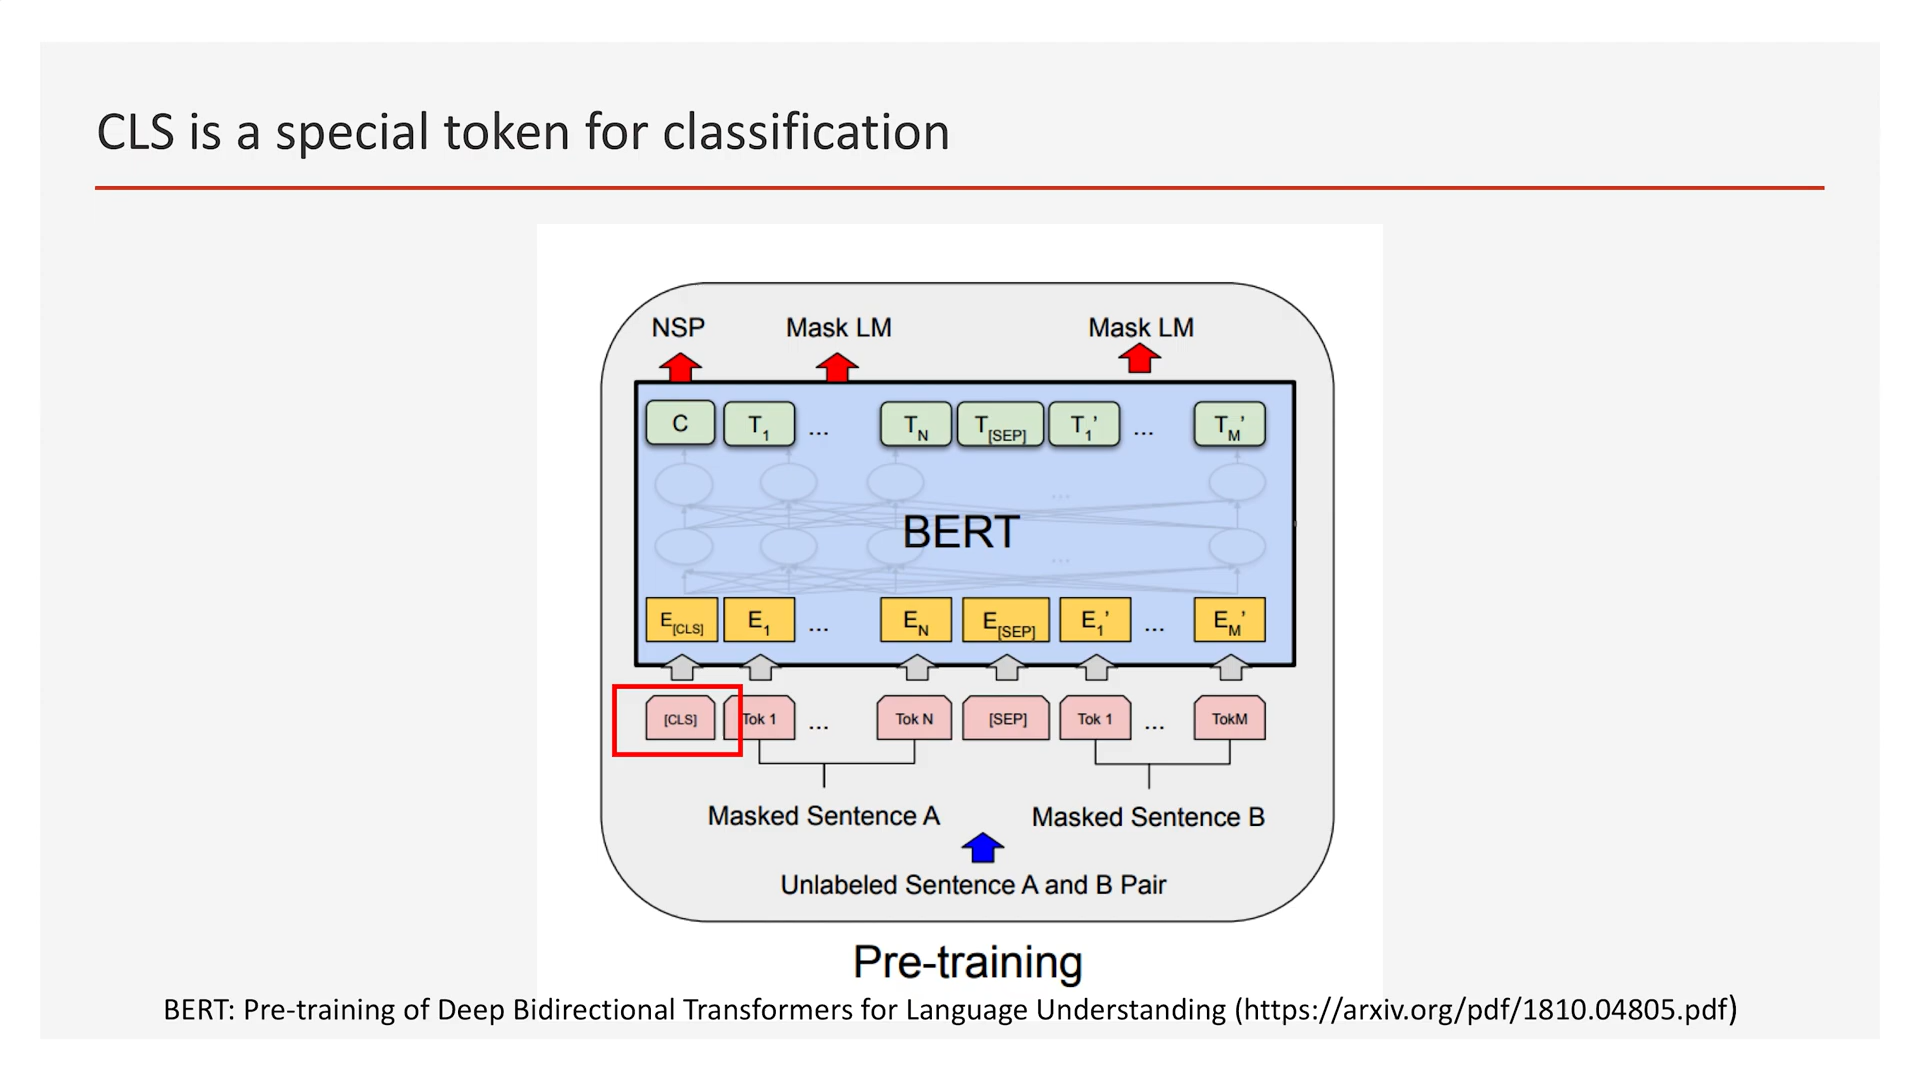 CLS is a special token for classification
NSP Mask LM Mask LM
C T1 ... TN T[SEP] T1' ... TM'
...
BERT
...
E[CLS] E1 ... EN E[SEP] E1' ... EM'
[CLS] Tok 1 ... Tok N [SEP] Tok 1 ... TokM
Masked Sentence A Masked Sentence B
Unlabeled Sentence A and B Pair
Pre-training
BERT: Pre-training of Deep Bidirectional Transformers for Language Understanding (https://arxiv.org/pdf/1810.04805.pdf)